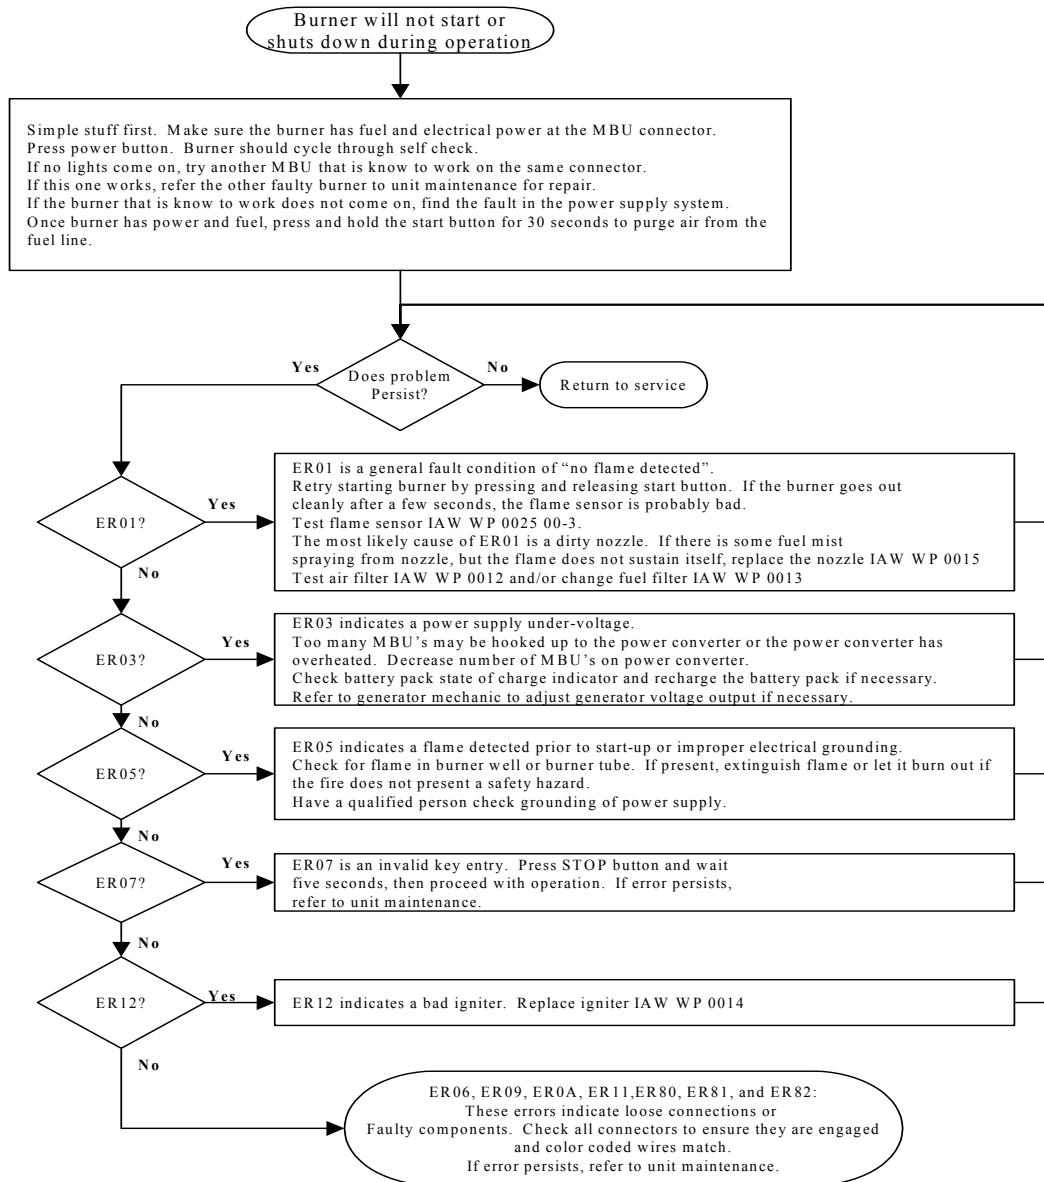 Burner will not start or
shuts down during operation
Simple stuff first. Make sure the burner has fuel and electrical power at the MBU connector.
Press power button. Burner should cycle through self check.
If no lights come on, try another MBU that is know to work on the same connector.
If this one works, refer the other faulty burner to unit maintenance for repair.
If the burner that is know to work does not come on, find the fault in the power supply system.
Once burner has power and fuel, press and hold the start button for 30 seconds to purge air from the
fuel line.
Yes
Does problem
Persist?
No
Return to service
ER01?
Yes
ER01 is a general fault condition of “no flame detected”.
Retry starting burner by pressing and releasing start button. If the burner goes out
cleanly after a few seconds, the flame sensor is probably bad.
Test flame sensor IAW WP 0025 00-3.
The most likely cause of ER01 is a dirty nozzle. If there is some fuel mist
spraying from nozzle, but the flame does not sustain itself, replace the nozzle IAW WP 0015
Test air filter IAW WP 0012 and/or change fuel filter IAW WP 0013
No
ER03?
Yes
ER03 indicates a power supply under-voltage.
Too many MBU's may be hooked up to the power converter or the power converter has
overheated. Decrease number of MBU's on power converter.
Check battery pack state of charge indicator and recharge the battery pack if necessary.
Refer to generator mechanic to adjust generator voltage output if necessary.
No
ER05?
Yes
ER05 indicates a flame detected prior to start-up or improper electrical grounding.
Check for flame in burner well or burner tube. If present, extinguish flame or let it burn out if
the fire does not present a safety hazard.
Have a qualified person check grounding of power supply.
No
ER07?
Yes
ER07 is an invalid key entry. Press STOP button and wait
five seconds, then proceed with operation. If error persists,
refer to unit maintenance.
No
ER12?
Yes
ER12 indicates a bad igniter. Replace igniter IAW WP 0014
No
ER06, ER09, ER0A, ER11,ER80, ER81, and ER82:
These errors indicate loose connections or
Faulty components. Check all connectors to ensure they are engaged
and color coded wires match.
If error persists, refer to unit maintenance.